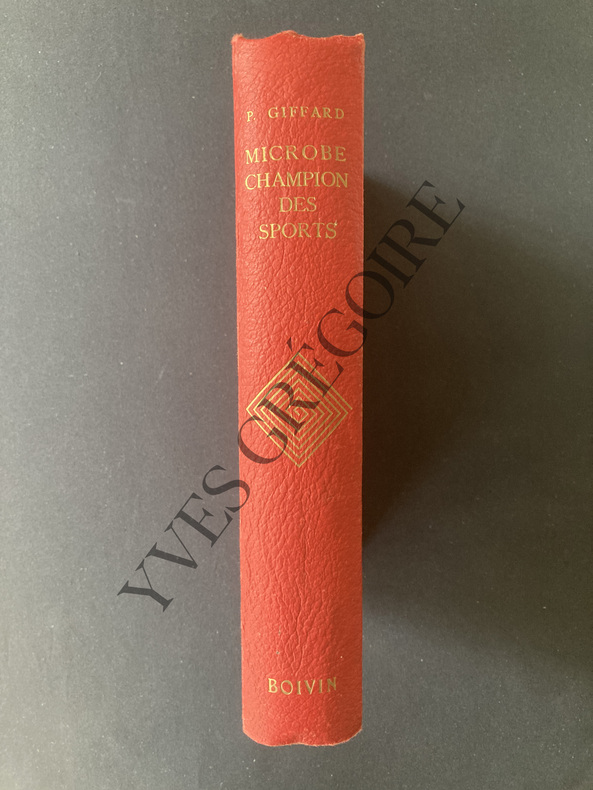 P. GIFFARD
MICROBE
CHAMPION
DES
SPORTS
YVES GRÉGOIRE
BOIVIN